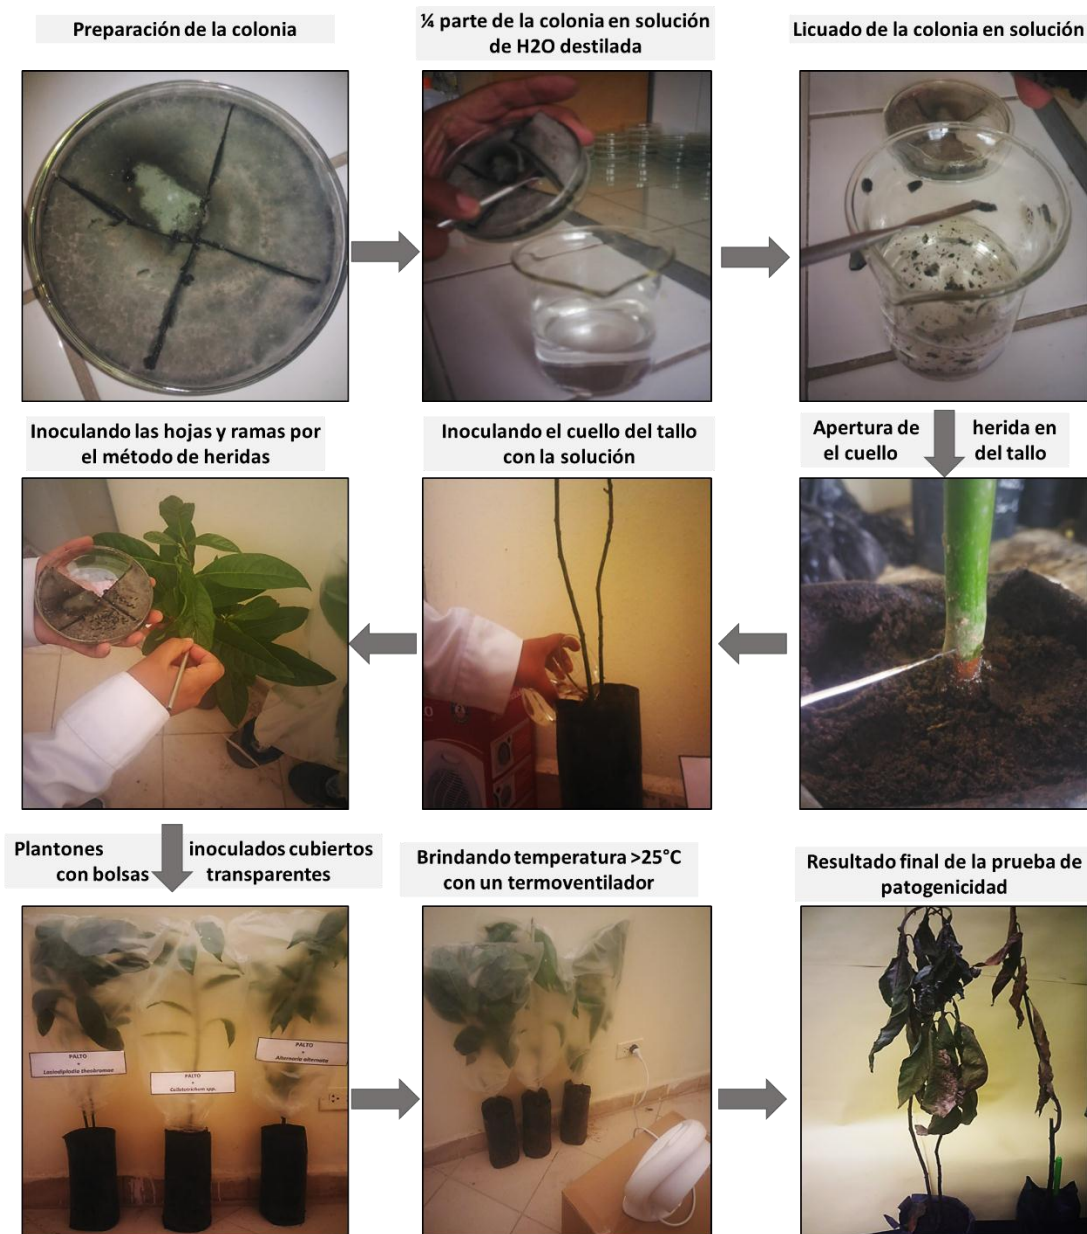 Preparación de la colonia
¼ parte de la colonia en solución
de H2O destilada
Licuado de la colonia en solución
Apertura de herida en
el cuello del tallo
Inoculando el cuello del tallo
con la solución
Inoculando las hojas y ramas por
el método de heridas
Plantones inoculados cubiertos
con bolsas transparentes
PALTO
+
Lasiodiplodia theobromae
PALTO
+
Colletotrichum spp.
PALTO
+
Alternaria alternata
Brindando temperatura >25°C
con un termoventilador
Resultado final de la prueba de
patogenicidad